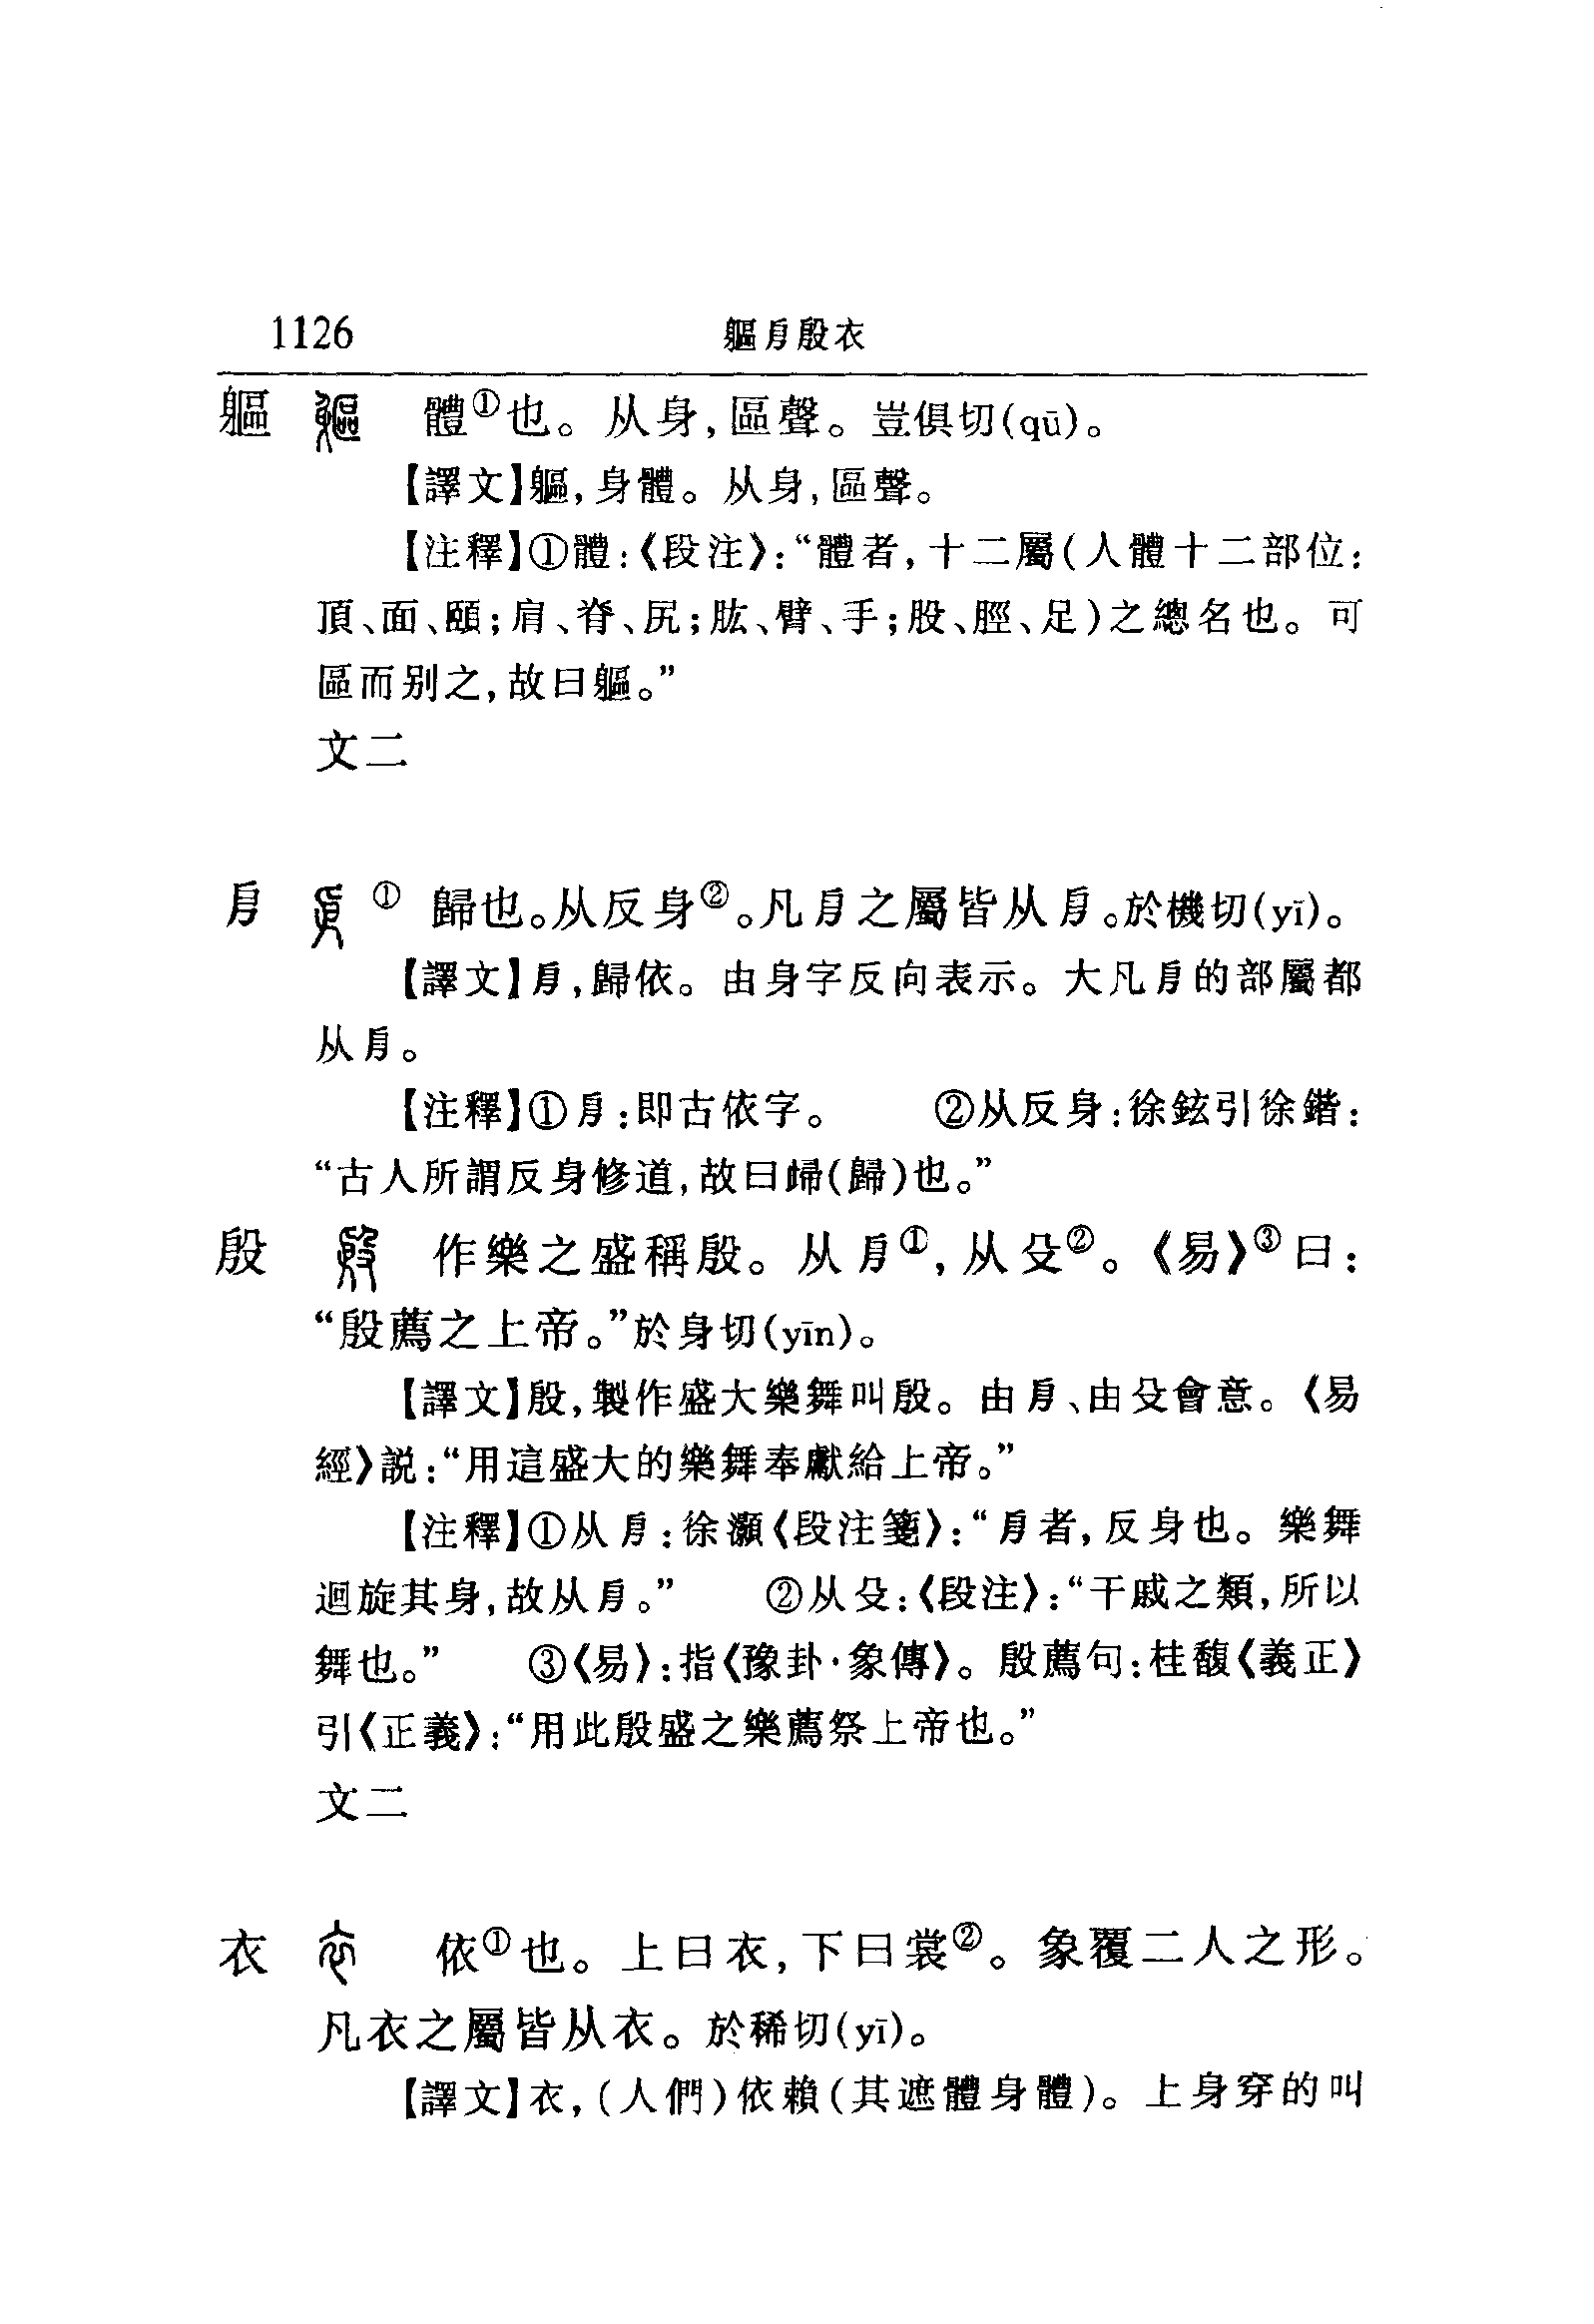 1126
軀㐆殷衣
軀 體①也。从身,區聲。豈俱切(qū)。
【譯文】軀,身體。从身,區聲。
【注釋】①體:《段注》:“體者,十二屬(人體十二部位:
頂、面、頤;肩、脊、尻;肱、臂、手;股、脛、足)之總名也。可
區而别之,故曰軀。”
文二
㐆 ① 歸也。从反身②。凡㐆之屬皆从㐆。於機切(yī)。
【譯文】㐆,歸依。由身字反向表示。大凡㐆的部屬都
从㐆。
【注釋】①㐆:即古依字。 ②从反身:徐鉉引徐鍇:
“古人所謂反身修道,故曰㱕(歸)也。”
殷 作樂之盛稱殷。从㐆①,从殳②。《易》③曰:
“殷薦之上帝。”於身切(yīn)。
【譯文】殷,製作盛大樂舞叫殷。由㐆、由殳會意。《易
經》説:“用這盛大的樂舞奉獻給上帝。”
【注釋】①从㐆:徐灝《段注箋》:“㐆者,反身也。樂舞
迴旋其身,故从㐆。” ②从殳:《段注》:“干戚之類,所以
舞也。” ③《易》:指《豫卦·象傳》。殷薦句:桂馥《義正》
引《正義》:“用此殷盛之樂薦祭上帝也。”
文二
衣 依①也。上曰衣,下曰裳②。象覆二人之形。
凡衣之屬皆从衣。於稀切(yī)。
【譯文】衣,(人們)依賴(其遮體身體)。上身穿的叫